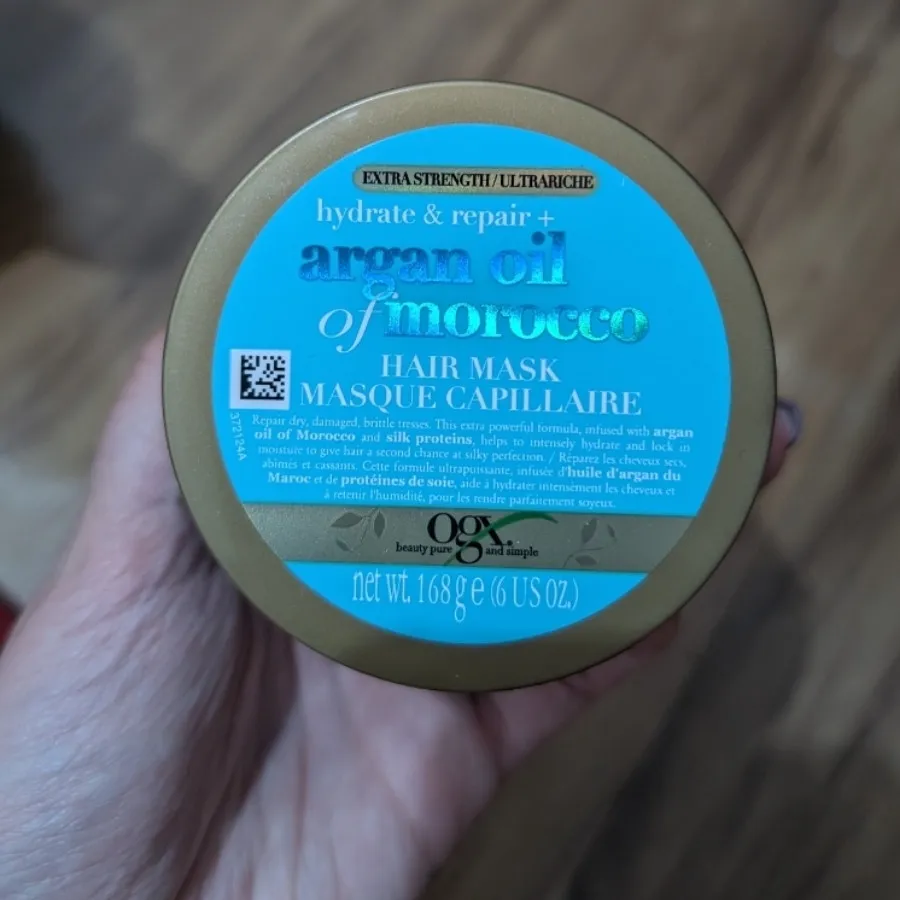 EXTRA STRENGTH/ULTRARICHE
hydrate & repair +
argan oil
of morocco
HAIR MASK
MASQUE CAPILLAIRE
372124A
Repair dry, damaged, brittle tresses. This extra powerful formula, infused with argan
oil of Morocco and silk proteins, helps to intensely hydrate and lock in
moisture to give hair a second chance at silky perfection. / Réparez les cheveux secs,
abimés et cassants. Cette formule ultrapuissante, infusée d'huile d'argan du
Maroc et de protéines de soie, aide à hydrater intensément les cheveux et
à retenir l'humidité, pour les rendre parfaitement soyeux.
ogx.
beauty pure and simple
net wt. 168g e (6 US OZ.)